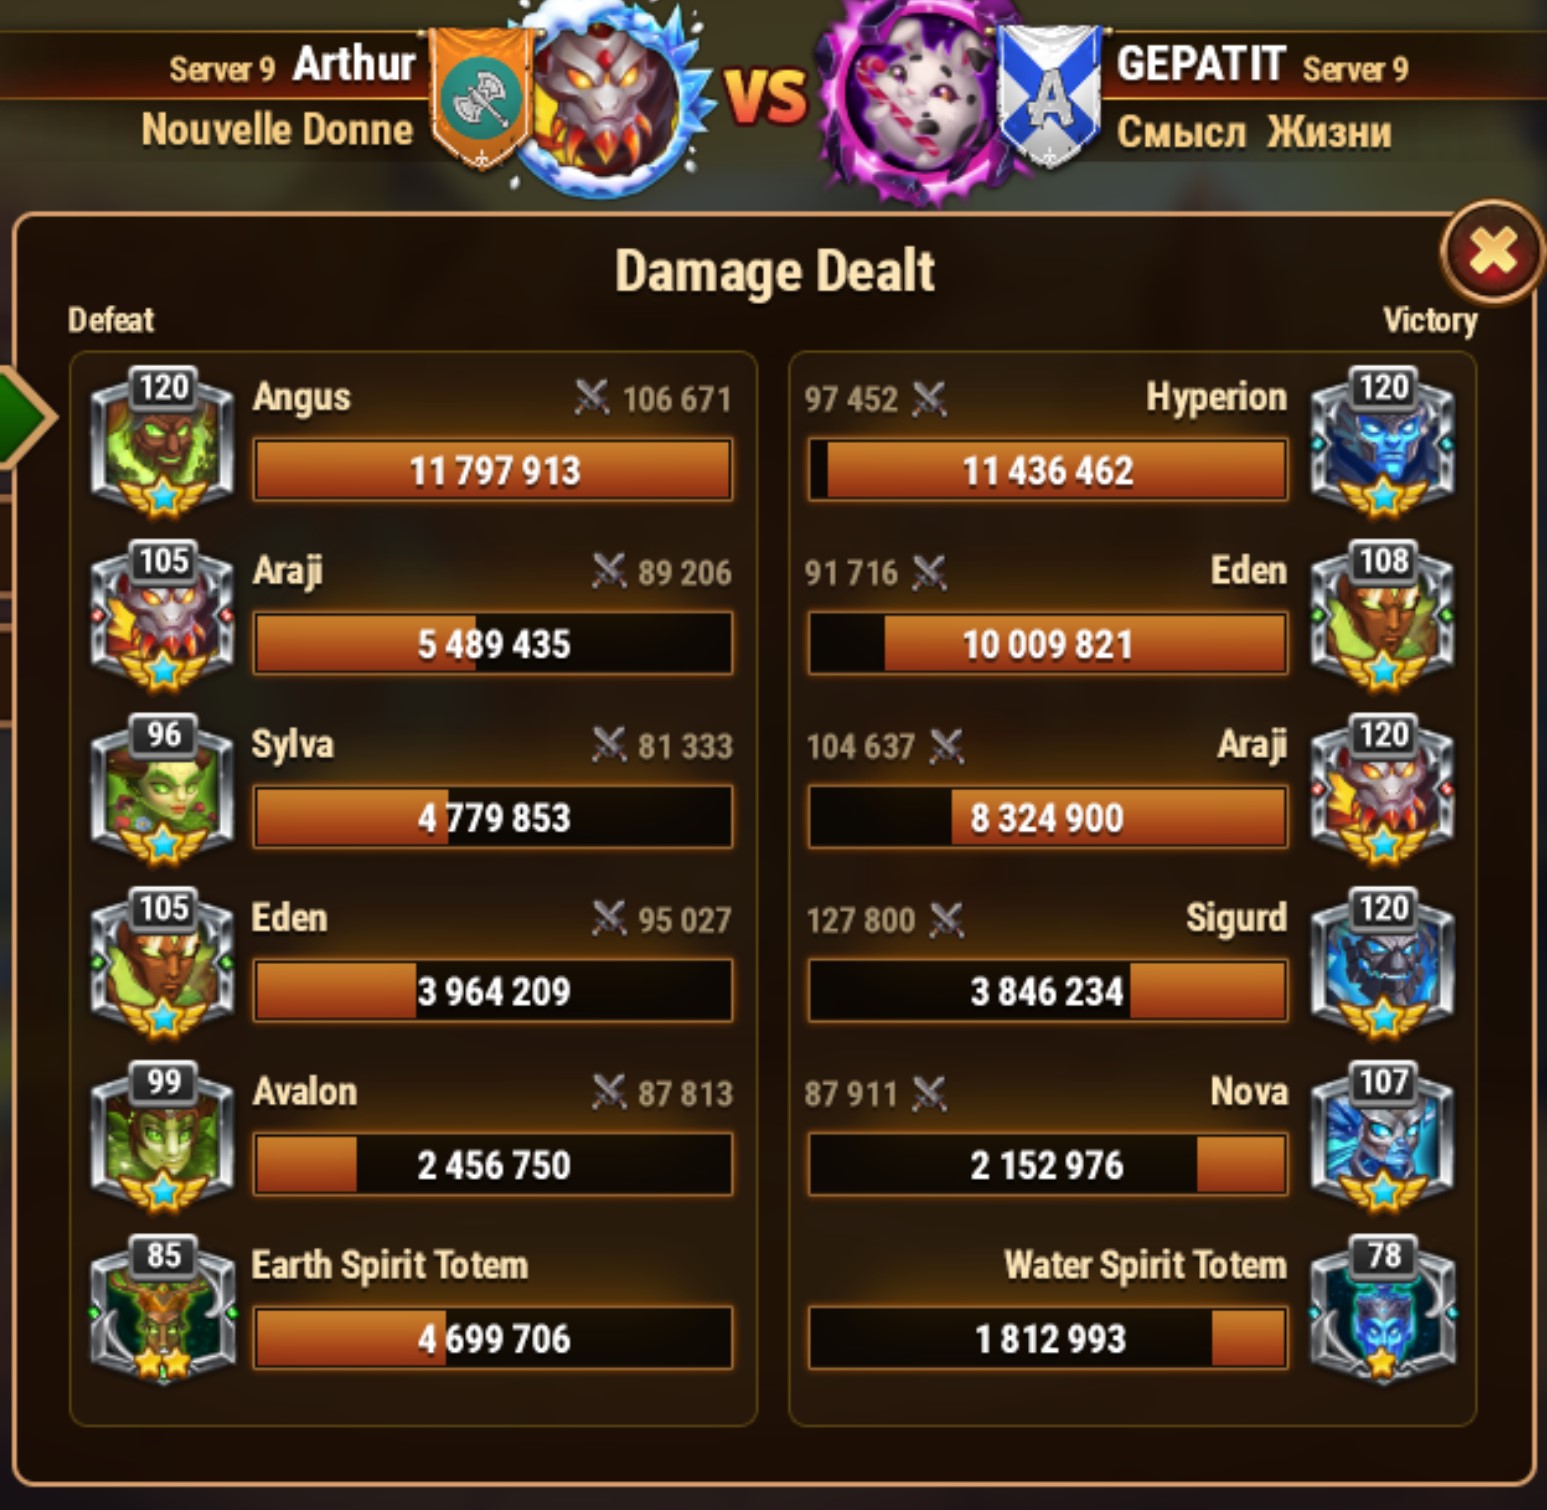 Server 9 Arthur VS GEPATIT Server 9
Nouvelle Donne A Смысл Жизни
Damage Dealt
Defeat Victory
120 Angus 106 671 97 452 Hyperion 120
11 797 913 11 436 462
105 Araji 89 206 91 716 Eden 108
5 489 435 10 009 821
96 Sylva 81 333 104 637 Araji 120
4 779 853 8 324 900
105 Eden 95 027 127 800 Sigurd 120
3 964 209 3 846 234
99 Avalon 87 813 87 911 Nova 107
2 456 750 2 152 976
85 Earth Spirit Totem Water Spirit Totem 78
4 699 706 1 812 993